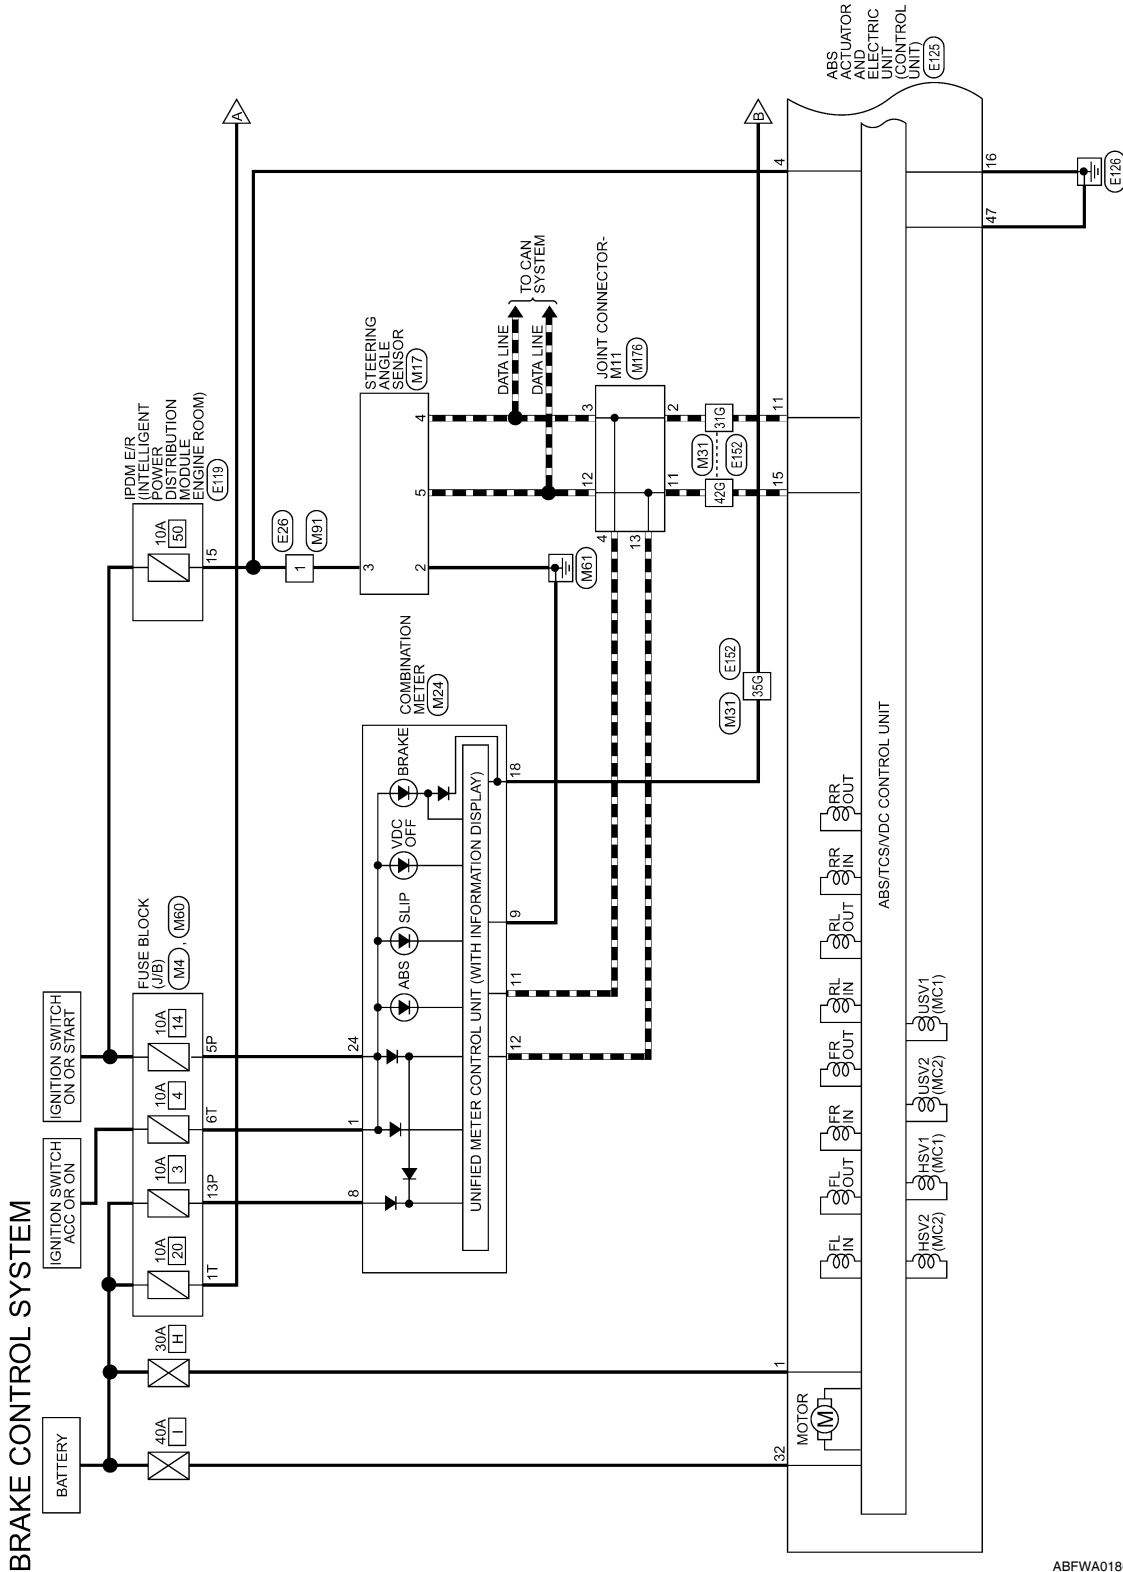 BRAKE CONTROL SYSTEM
BATTERY
IGNITION SWITCH
ACC OR ON
IGNITION SWITCH
ON OR START
40A
I
30A
H
10A
20
10A
3
10A
4
10A
14
FUSE BLOCK
(J/B)
M4 , M60
1T
13P
6T
5P
10A
50
IPDM E/R
(INTELLIGENT
POWER
DISTRIBUTION
MODULE
ENGINE ROOM)
E119
15
A
E26
1
M91
8
1
24
ABS
SLIP
VDC
OFF
BRAKE
COMBINATION
METER
M24
UNIFIED METER CONTROL UNIT (WITH INFORMATION DISPLAY)
12
11
9
18
3
STEERING
ANGLE
SENSOR
M17
2
5
4
M61
DATA LINE
DATA LINE
TO CAN
SYSTEM
4
13
12
3
JOINT CONNECTOR-
M11
M176
11
2
42G
31G
M31
E152
M31
35G
E152
B
32
1
15
11
4
ABS
ACTUATOR
AND
ELECTRIC
UNIT
(CONTROL
UNIT)
E125
MOTOR
M
FL
IN
FL
OUT
FR
IN
FR
OUT
RL
IN
RL
OUT
RR
IN
RR
OUT
ABS/TCS/VDC CONTROL UNIT
HSV2
(MC2)
HSV1
(MC1)
USV2
(MC2)
USV1
(MC1)
47
16
E126
ABFWA018